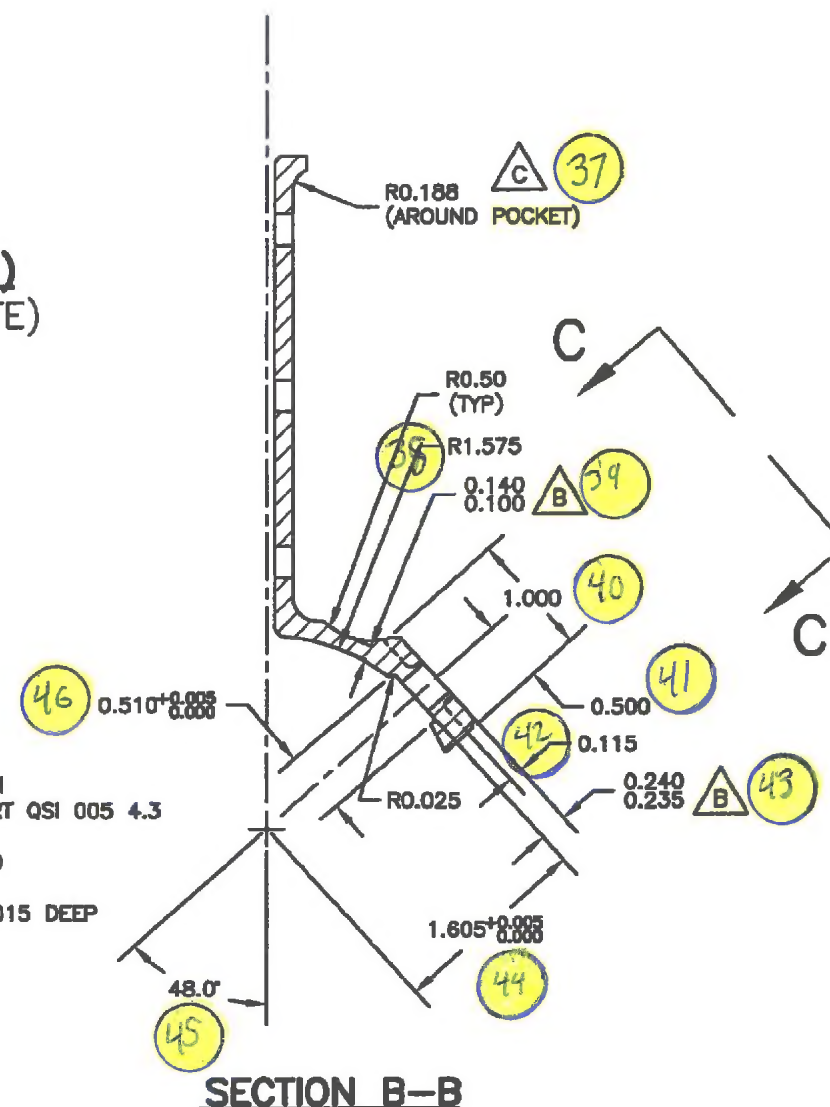 C 37
R0.188
(AROUND POCKET)
TE)
C
R0.50
(TYP)
38 R1.575
0.140
0.100 B 39
1.000 40
C
41
46 0.510+0.005
0.000
0.500
42 0.115
0.240
0.235 B 43
R0.025
T QSI 005 4.3
015 DEEP
1.605+0.005
0.000
44
48.0°
45
SECTION B-B